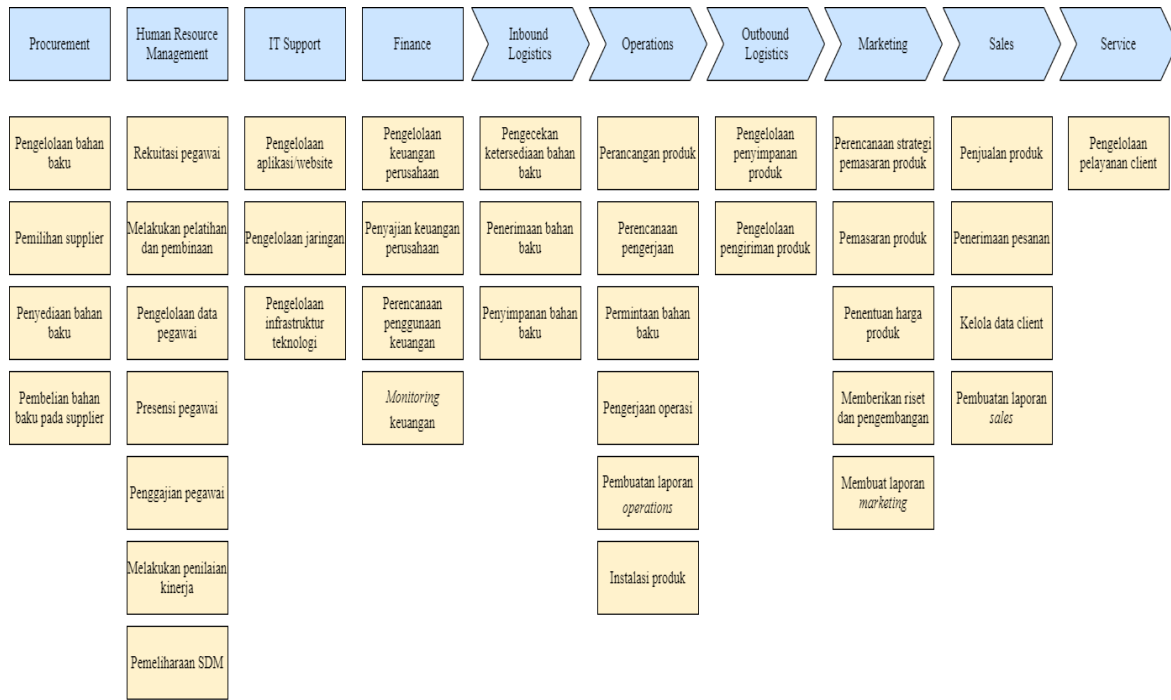 Procurement
Human Resource
Management
IT Support
Finance
Inbound
Logistics
Operations
Outbound
Logistics
Marketing
Sales
Service
Pengelolaan bahan
baku
Rekuitasi pegawai
Pengelolaan
aplikasi/website
Pengelolaan
keuangan
perusahaan
Pengecekan
ketersediaan bahan
baku
Perancangan produk
Pengelolaan
penyimpanan
produk
Perencanaan strategi
pemasaran produk
Penjualan produk
Pengelolaan
pelayanan client
Pemilihan supplier
Melakukan pelatihan
dan pembinaan
Pengelolaan jaringan
Penyajian keuangan
perusahaan
Penerimaan bahan
baku
Perencanaan
pengerjaan
Pengelolaan
pengiriman produk
Pemasaran produk
Penerimaan pesanan
Penyediaan bahan
baku
Pengelolaan data
pegawai
Pengelolaan
infrastruktur
teknologi
Perencanaan
penggunaan
keuangan
Penyimpanan bahan
baku
Permintaan bahan
baku
Penentuan harga
produk
Kelola data client
Pembelian bahan
baku pada supplier
Presensi pegawai
Monitoring
keuangan
Pengerjaan operasi
Memberikan riset
dan pengembangan
Pembuatan laporan
sales
Penggajian pegawai
Pembuatan laporan
operations
Membuat laporan
marketing
Melakukan penilaian
kinerja
Instalasi produk
Pemeliharaan SDM